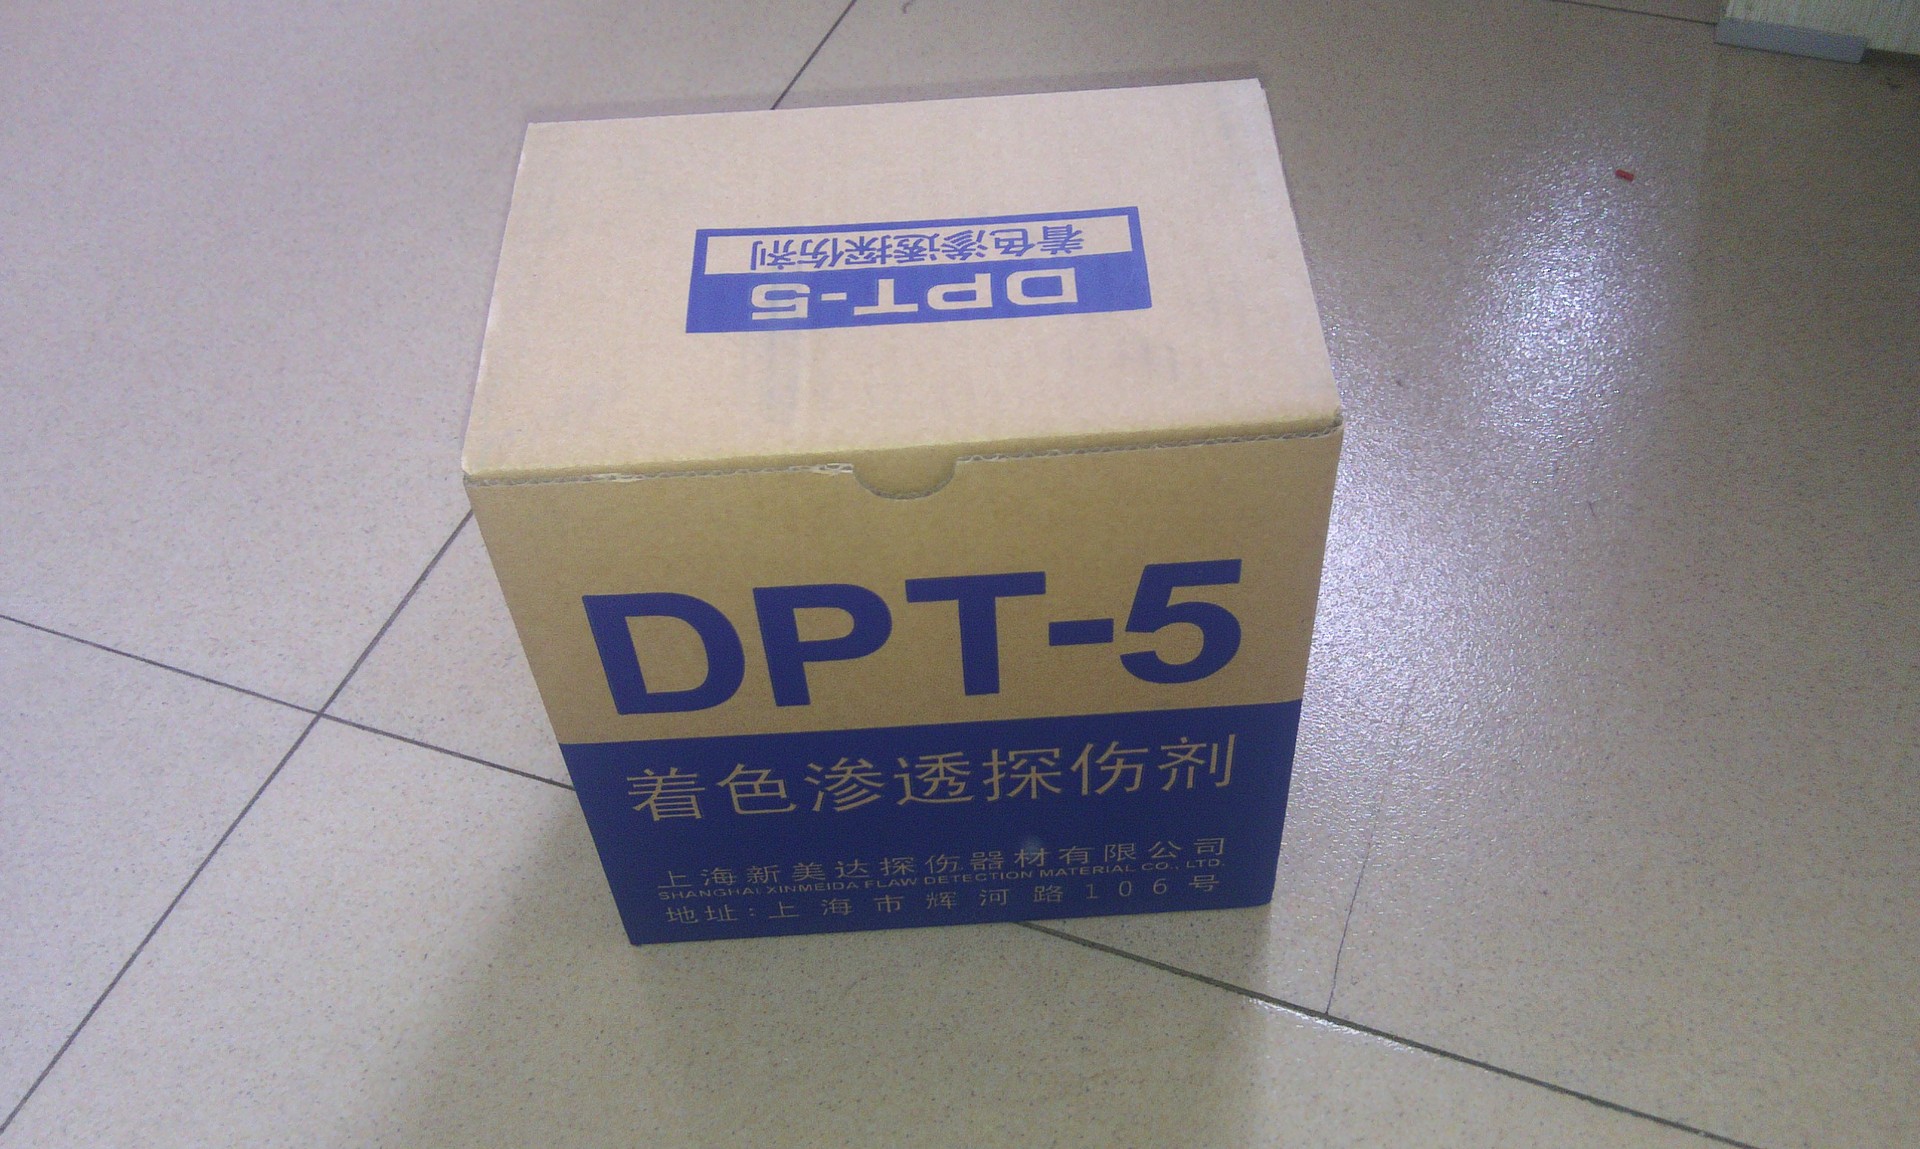 着色渗透探伤剂
DPT-5
DPT-5
着色渗透探伤剂
上海新美达探伤器材有限公司
SHANGHAI XINMEIDA FLAW DETECTION MATERIAL CO., LTD.
地址：上海市辉河路106号